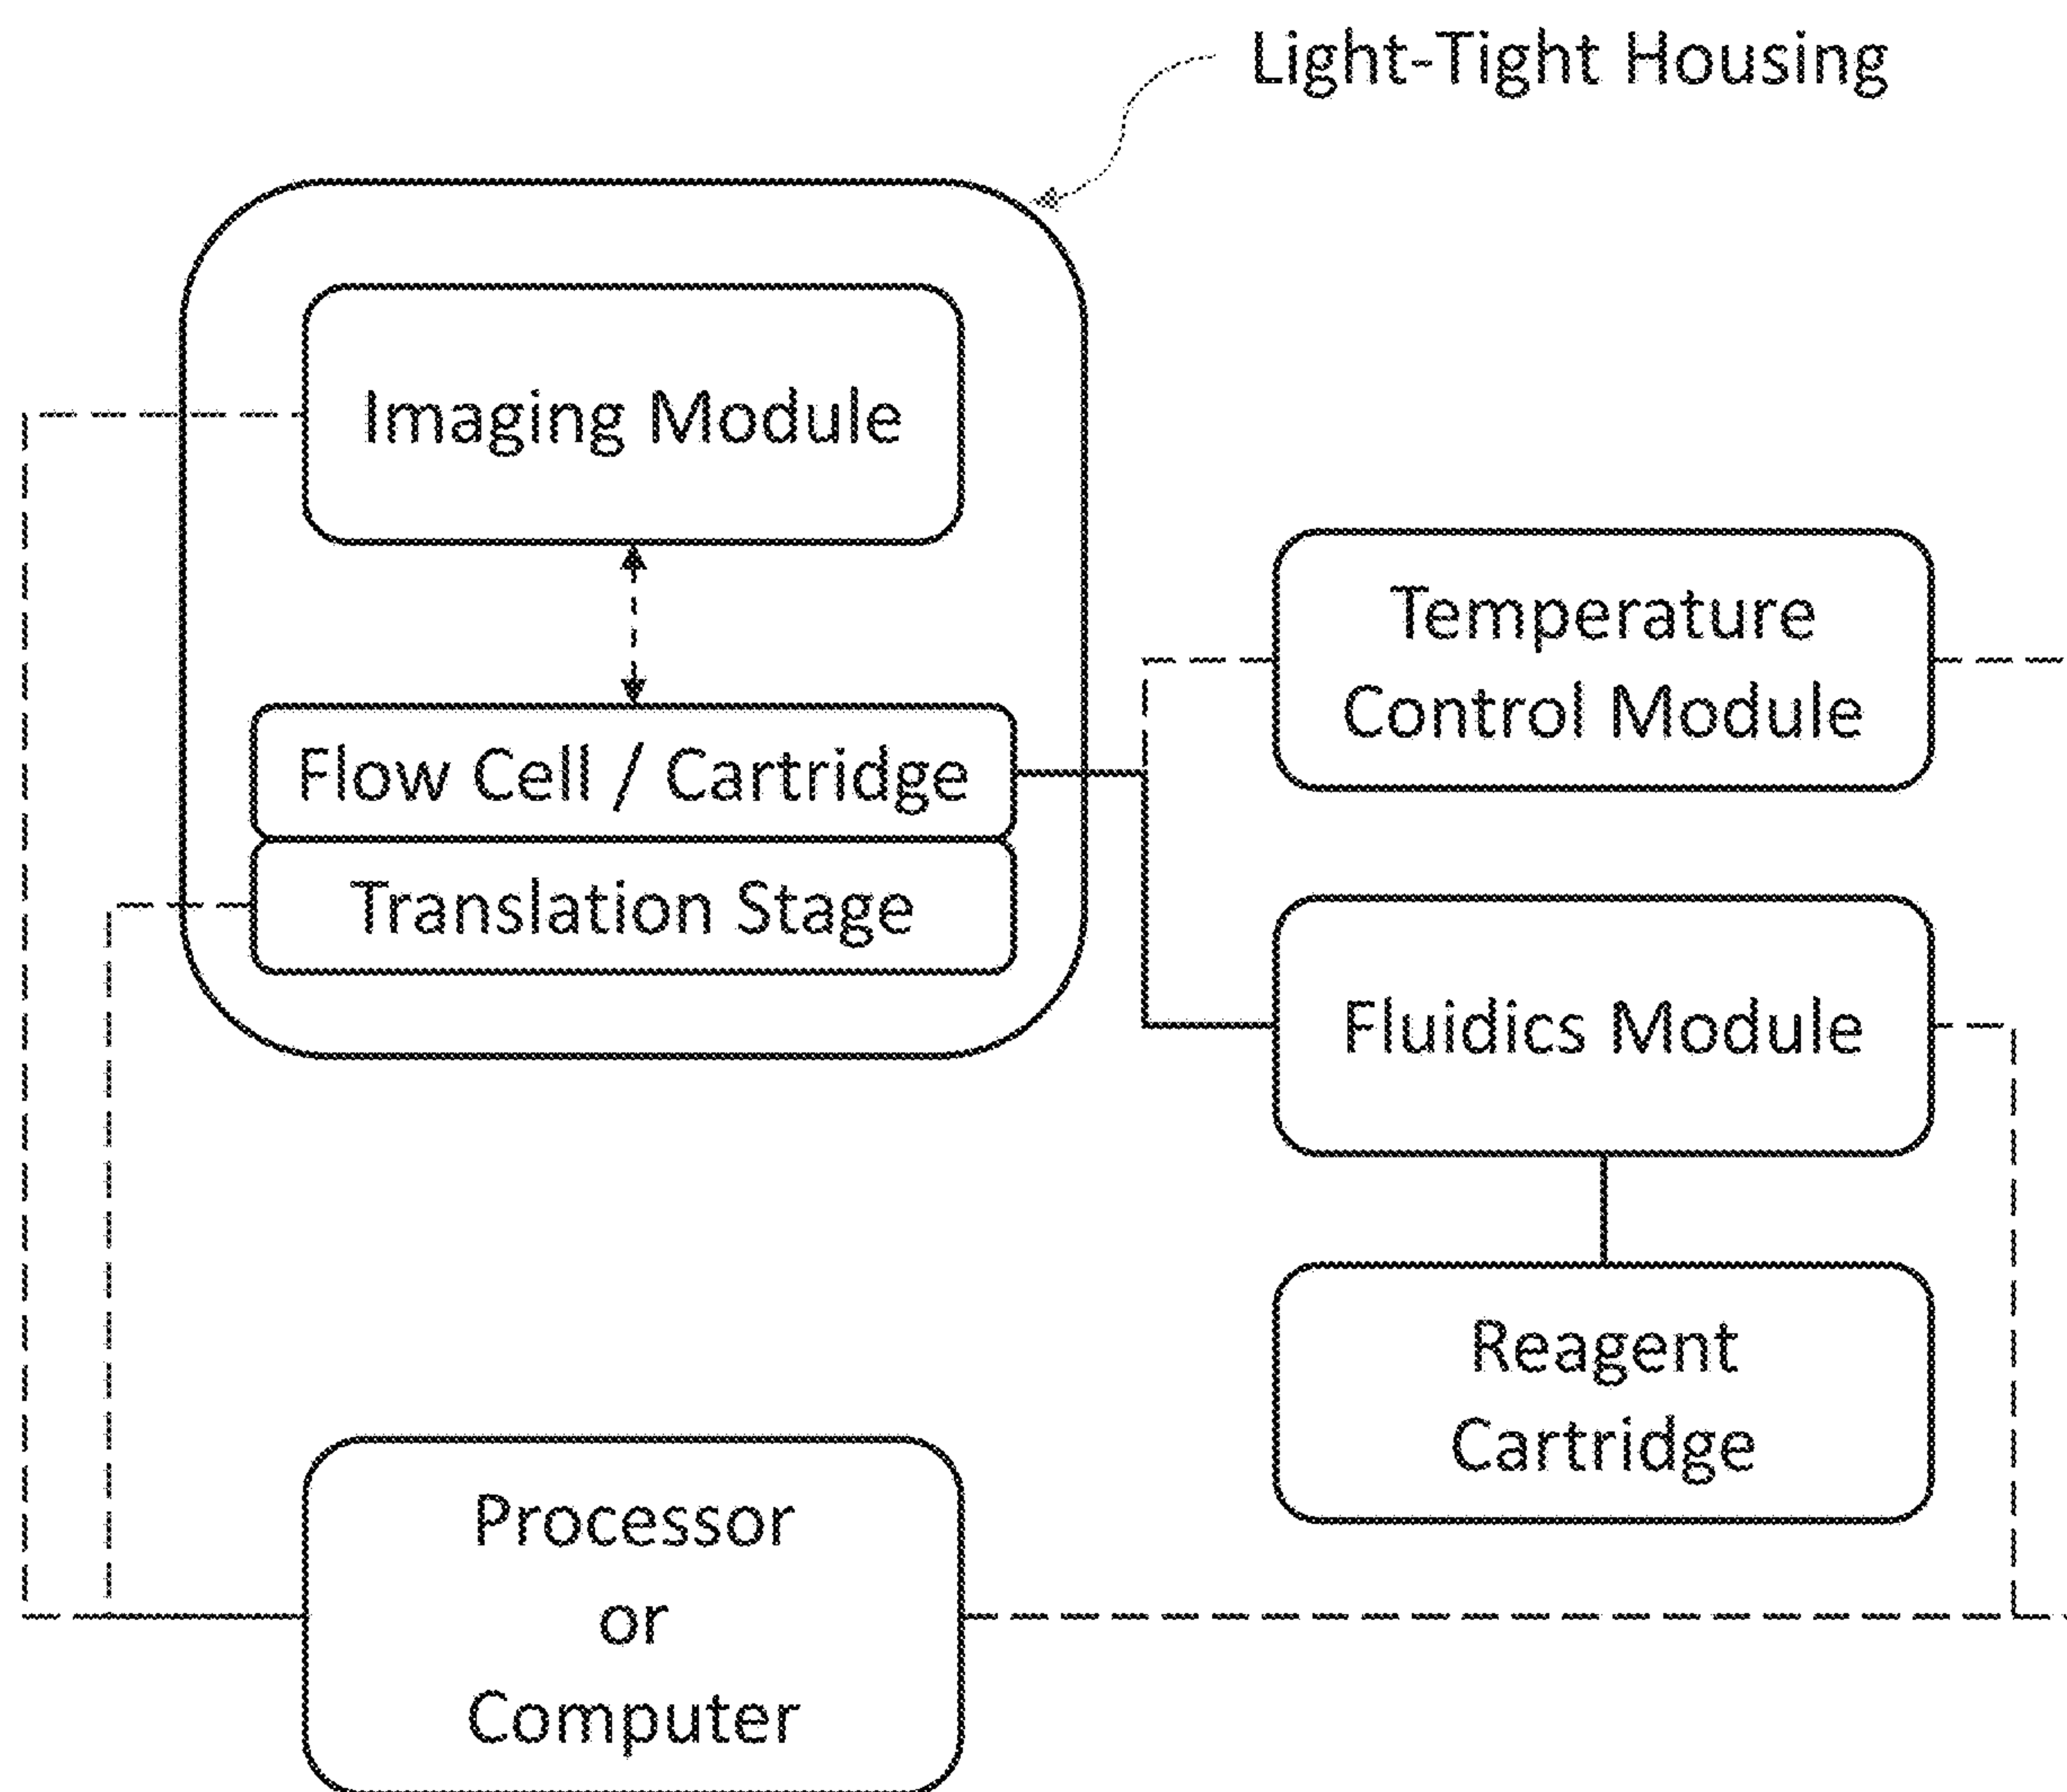 Light-Tight Housing
Imaging Module
Flow Cell / Cartridge
Translation Stage
Temperature
Control Module
Fluidics Module
Reagent
Cartridge
Processor
or
Computer